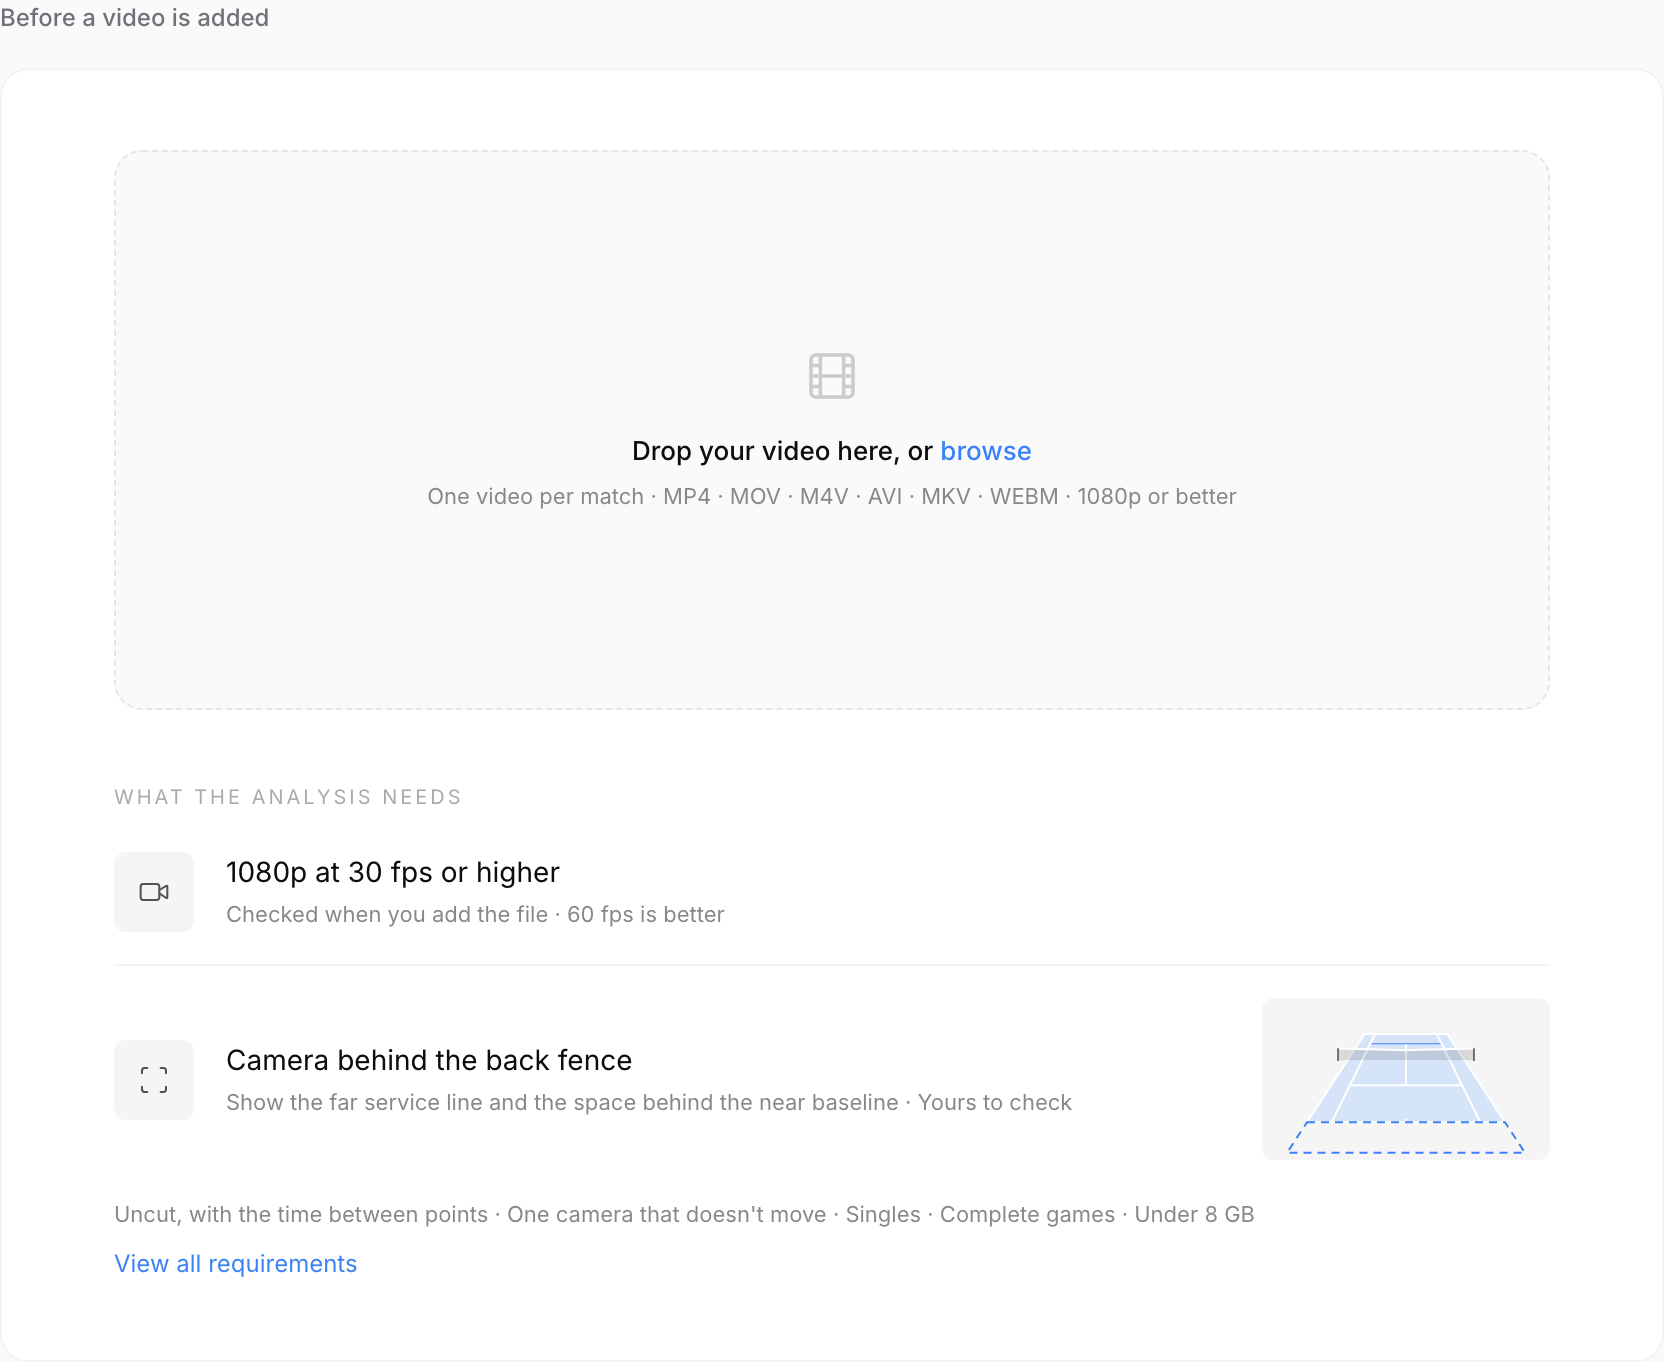 Before a video is added
Drop your video here, or browse
One video per match · MP4 · MOV · M4V · AVI · MKV · WEBM · 1080p or better
WHAT THE ANALYSIS NEEDS
1080p at 30 fps or higher
Checked when you add the file · 60 fps is better
Camera behind the back fence
Show the far service line and the space behind the near baseline · Yours to check
Uncut, with the time between points · One camera that doesn't move · Singles · Complete games · Under 8 GB
View all requirements